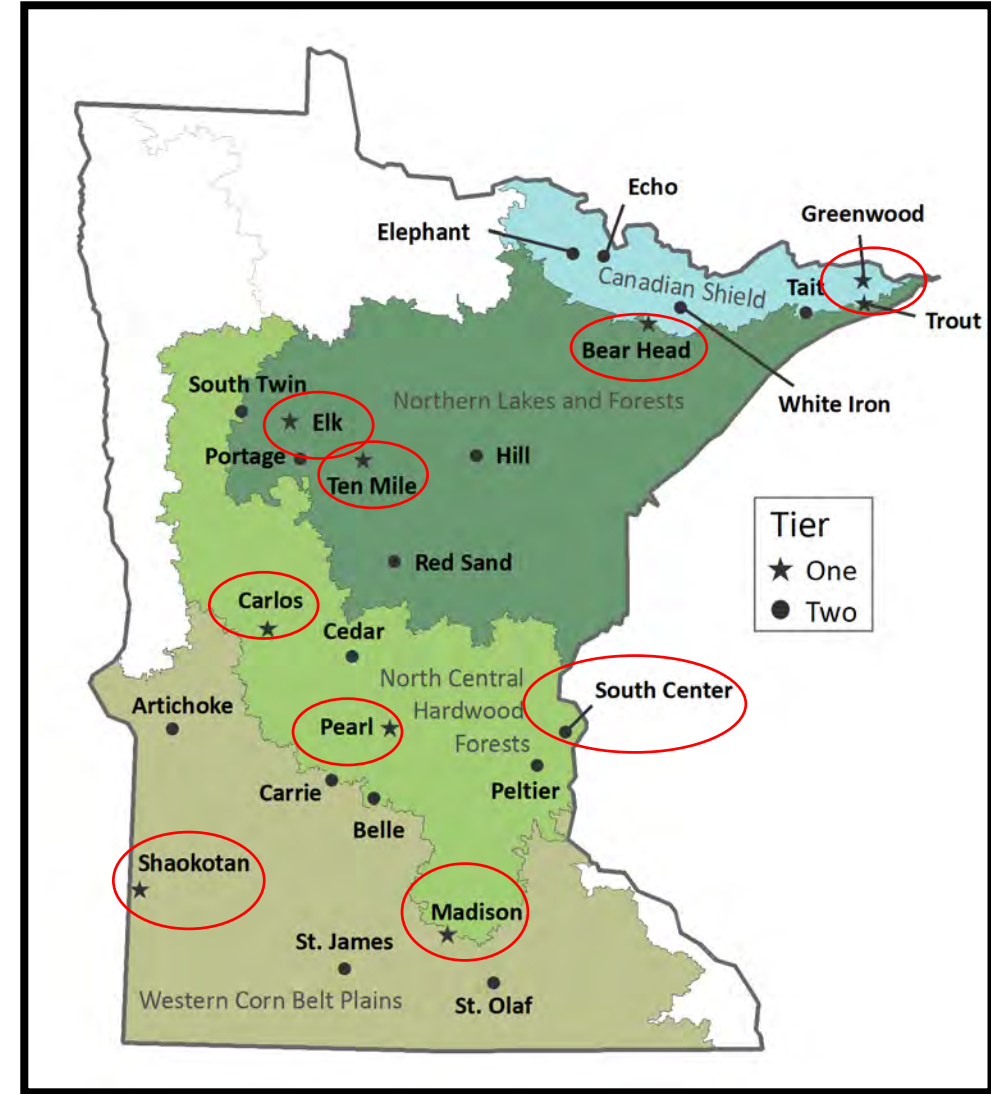 Echo
Greenwood
Elephant
Canadian Shield
Tait
Trout
Bear Head
South Twin
Northern Lakes and Forests
White Iron
Elk
Portage
Hill
Ten Mile
Tier
One
Two
Red Sand
Carlos
Cedar
North Central
Hardwood
Forests
South Center
Artichoke
Pearl
Carrie
Peltier
Belle
Shaokotan
Madison
St. James
Western Corn Belt Plains
St. Olaf